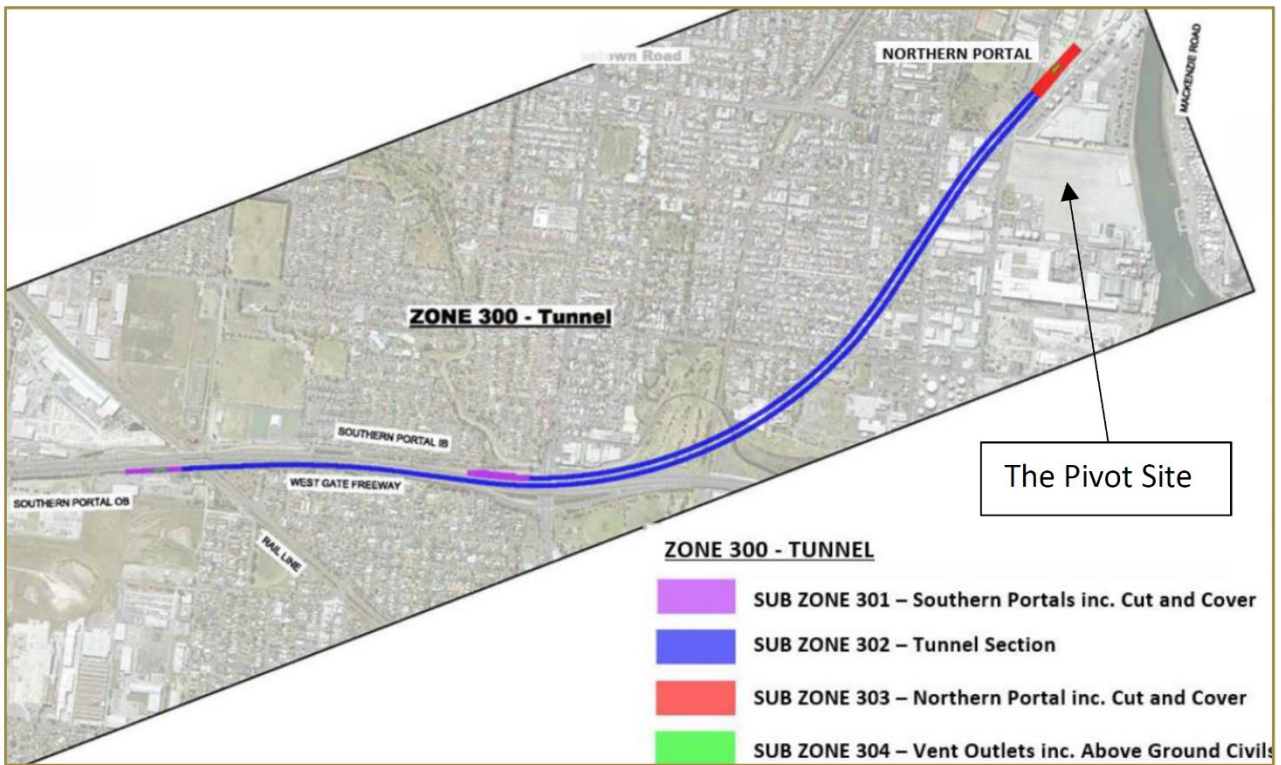 town Road
NORTHERN PORTAL
MACKENZIE ROAD
ZONE 300 - Tunnel
SOUTHERN PORTAL IB
WEST GATE FREEWAY
SOUTHERN PORTAL OB
RAIL LINE
The Pivot Site
ZONE 300 - TUNNEL
SUB ZONE 301 – Southern Portals inc. Cut and Cover
SUB ZONE 302 – Tunnel Section
SUB ZONE 303 – Northern Portal inc. Cut and Cover
SUB ZONE 304 – Vent Outlets inc. Above Ground Civils